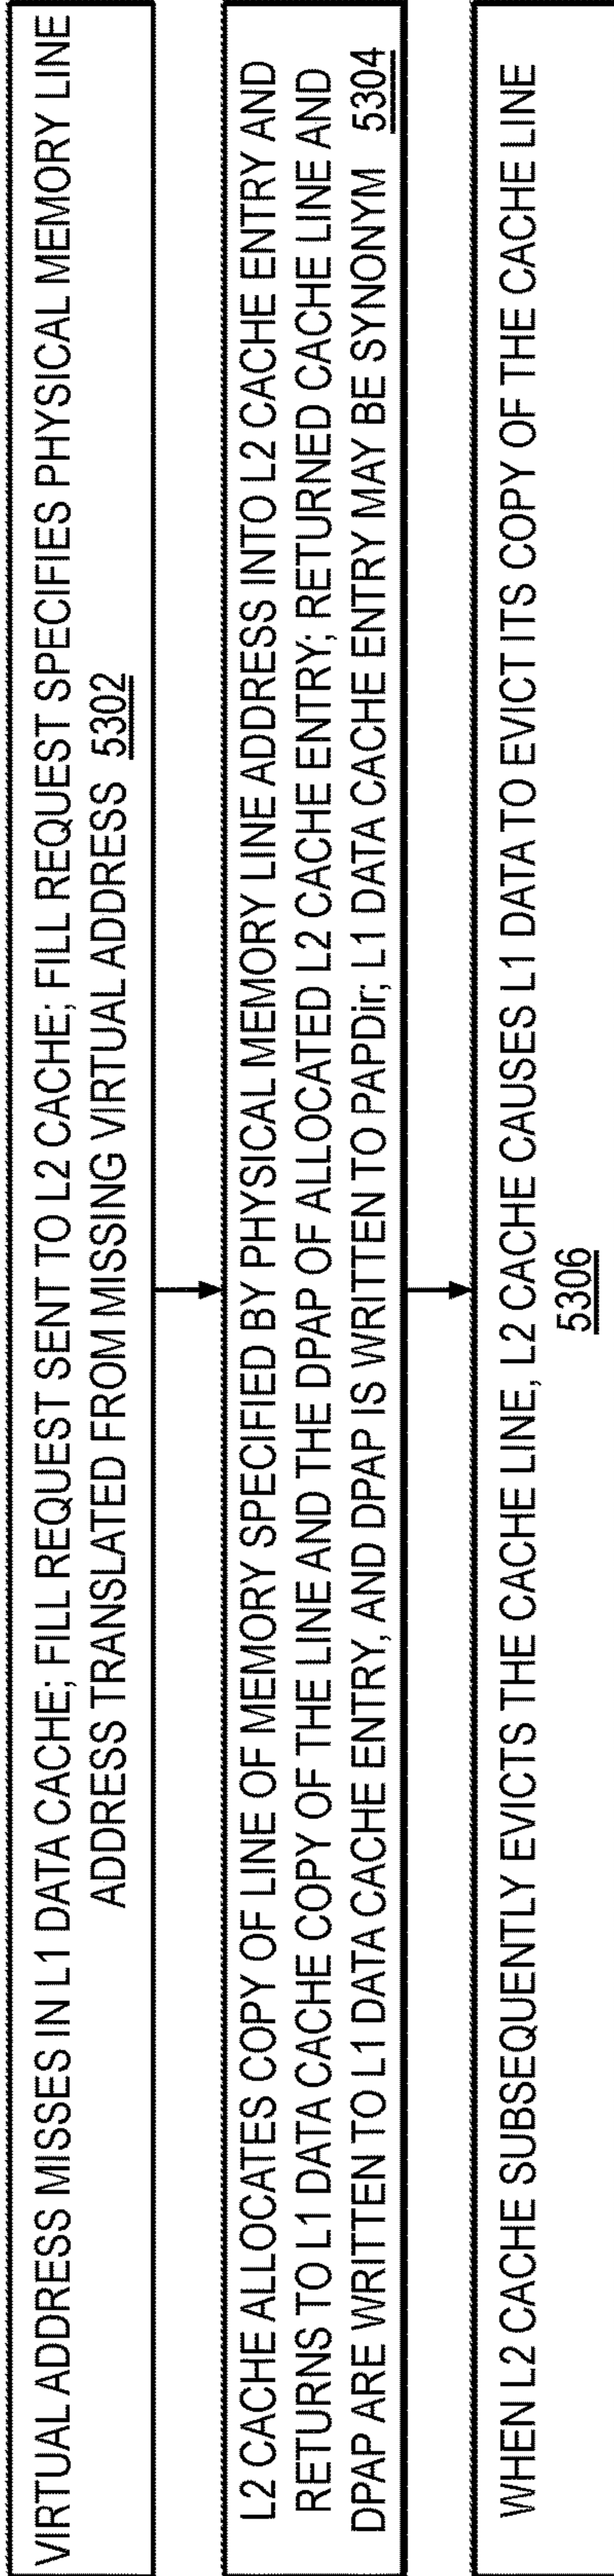 VIRTUAL ADDRESS MISSES IN L1 DATA CACHE; FILL REQUEST SENT TO L2 CACHE; FILL REQUEST SPECIFIES PHYSICAL MEMORY LINE
ADDRESS TRANSLATED FROM MISSING VIRTUAL ADDRESS 5302
L2 CACHE ALLOCATES COPY OF LINE OF MEMORY SPECIFIED BY PHYSICAL MEMORY LINE ADDRESS INTO L2 CACHE ENTRY AND
RETURNS TO L1 DATA CACHE COPY OF THE LINE AND THE DPAP OF ALLOCATED L2 CACHE ENTRY; RETURNED CACHE LINE AND
DPAP ARE WRITTEN TO L1 DATA CACHE ENTRY, AND DPAP IS WRITTEN TO PAPDir; L1 DATA CACHE ENTRY MAY BE SYNONYM 5304
WHEN L2 CACHE SUBSEQUENTLY EVICTS THE CACHE LINE, L2 CACHE CAUSES L1 DATA TO EVICT ITS COPY OF THE CACHE LINE
5306